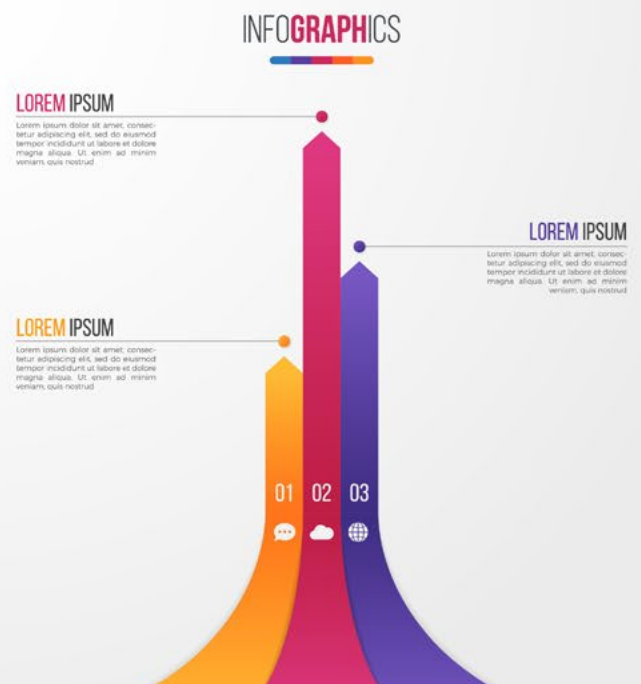 INFOGRAPHICS
LOREM IPSUM
Lorem ipsum dolor sit amet, consec-
tetur adipiscing elit, sed do eiusmod
tempor incididunt ut labore et dolore
magna aliqua. Ut enim ad minim
veniam, quis nostrud
LOREM IPSUM
Lorem ipsum dolor sit amet, consec-
tetur adipiscing elit, sed do eiusmod
tempor incididunt ut labore et dolore
magna aliqua. Ut enim ad minim
veniam, quis nostrud
LOREM IPSUM
Lorem ipsum dolor sit amet, consec-
tetur adipiscing elit, sed do eiusmod
tempor incididunt ut labore et dolore
magna aliqua. Ut enim ad minim
veniam, quis nostrud
01 02 03